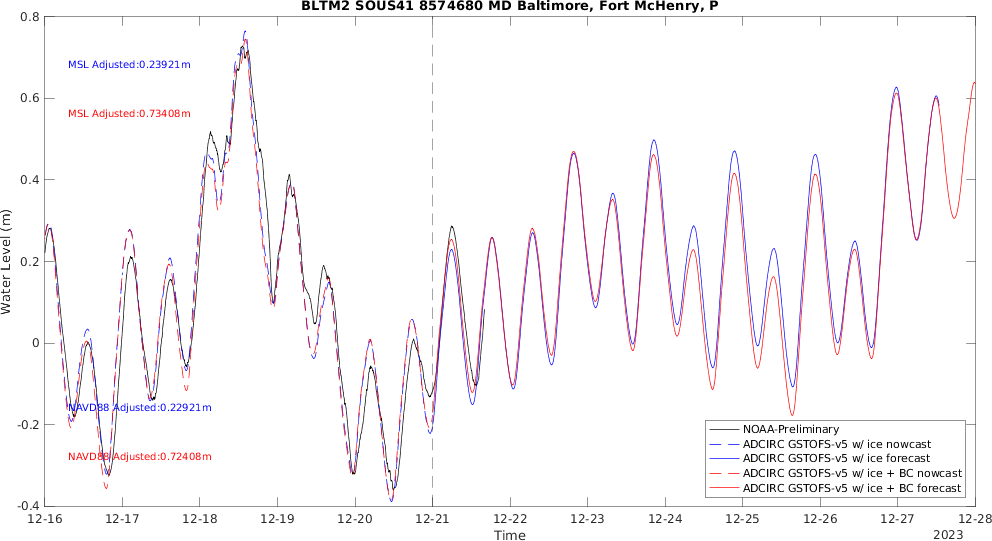 BLTM2 SOUS41 8574680 MD Baltimore, Fort McHenry, P
0.8
0.6
0.4
0.2
0
-0.2
-0.4
Water Level (m)
MSL Adjusted:0.23921m
MSL Adjusted:0.73408m
NAVD88 Adjusted:0.22921m
NAVD88 Adjusted:0.72408m
NOAA-Preliminary
ADCIRC GSTOFS-v5 w/ ice nowcast
ADCIRC GSTOFS-v5 w/ ice forecast
ADCIRC GSTOFS-v5 w/ ice + BC nowcast
ADCIRC GSTOFS-v5 w/ ice + BC forecast
12-16 12-17 12-18 12-19 12-20 12-21 12-22 12-23 12-24 12-25 12-26 12-27 12-28
Time
2023